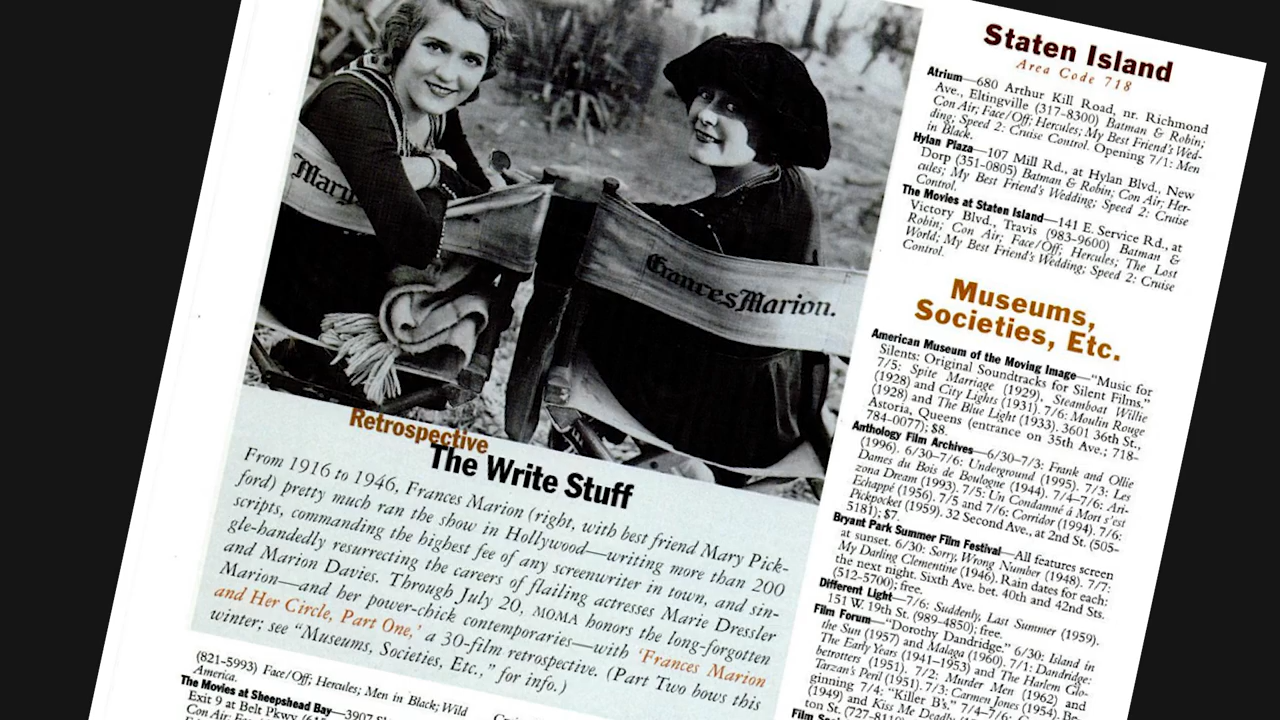 Mary
Frances Marion.
Retrospective
The Write Stuff
From 1916 to 1946, Frances Marion (right, with best friend Mary Pick-
ford) pretty much ran the show in Hollywood—writing more than 200
scripts, commanding the highest fee of any screenwriter in town, and sin-
gle-handedly resurrecting the careers of flailing actresses Marie Dressler
and Marion Davies. Through July 20, MOMA honors the long-forgotten
Marion—and her power-chick contemporaries—with 'Frances Marion
and Her Circle, Part One,' a 30-film retrospective. (Part Two bows this
winter; see "Museums, Societies, Etc.," for info.)
(821-5993) Face/Off; Hercules; Men in Black; Wild
America.
The Movies at Sheepshead Bay—3907
Exit 9 at Belt Pkwy.
Con Air;
Staten Island
Area Code 718
Atrium—680 Arthur Kill Road, nr. Richmond
Ave., Eltingville (317-8300) Batman & Robin;
Con Air; Face/Off; Hercules; My Best Friend's Wed-
ding; Speed 2: Cruise Control. Opening 7/1: Men
in Black.
Hylan Plaza—107 Mill Rd., at Hylan Blvd., New
Dorp (351-0805) Batman & Robin; Con Air; Her-
cules; My Best Friend's Wedding; Speed 2: Cruise
Control.
The Movies at Staten Island—141 E. Service Rd., at
Victory Blvd., Travis (983-9600) Batman &
Robin; Con Air; Face/Off; Hercules; The Lost
World; My Best Friend's Wedding; Speed 2: Cruise
Control.
Museums,
Societies, Etc.
American Museum of the Moving Image—"Music for
Silents: Original Soundtracks for Silent Films,"
7/5: Spite Marriage (1929), Steamboat Willie
(1928) and City Lights (1931). 7/6: Moulin Rouge
(1928) and The Blue Light (1933). 3601 36th St.,
Astoria, Queens (entrance on 35th Ave.; 718-
784-0077); $8.
Anthology Film Archives—6/30–7/3: Frank and Ollie
(1996). 6/30–7/6: Underground (1995). 7/3: Les
Dames du Bois de Boulogne (1944). 7/4–7/6: Ari-
zona Dream (1993). 7/5: Un Condamné à Mort s'est
Échappé (1956). 7/5 and 7/6: Corridor (1994). 7/6:
Pickpocket (1959). 32 Second Ave., at 2nd St. (505-
5181); $7.
Bryant Park Summer Film Festival—All features screen
at sunset. 6/30: Sorry, Wrong Number (1948). 7/7:
My Darling Clementine (1946). Rain dates for each:
the next night. Sixth Ave. bet. 40th and 42nd Sts.
(512-5700); free.
Different Light—7/6: Suddenly, Last Summer (1959).
151 W. 19th St. (989-4850); free.
Film Forum—"Dorothy Dandridge." 6/30: Island in
the Sun (1957) and Malaga (1960). 7/1: Dandridge:
The Early Years (1941–1953) and The Harlem Glo-
betrotters (1951). 7/2: Murder Men (1962) and
Tarzan's Peril (1951). 7/3: Carmen Jones (1954). Be-
ginning 7/4: "Killer B's." 7/4–7/6:
(1949) and Kiss Me Deadly
ton St. (727-8110)